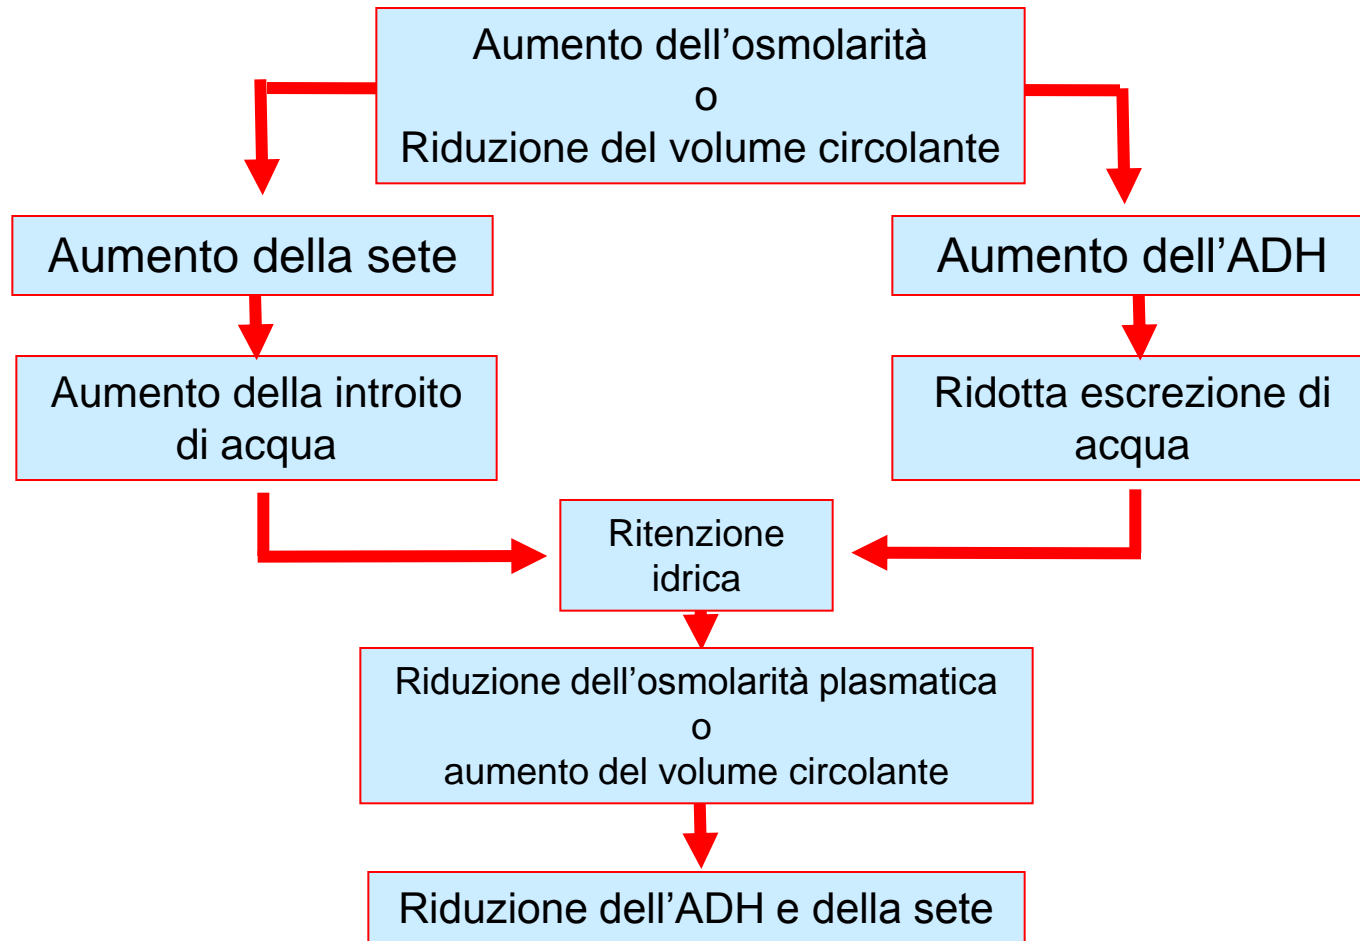 Aumento dell’osmolarità
o
Riduzione del volume circolante
Aumento della sete
Aumento dell’ADH
Aumento della introito
di acqua
Ridotta escrezione di
acqua
Ritenzione
idrica
Riduzione dell’osmolarità plasmatica
o
aumento del volume circolante
Riduzione dell’ADH e della sete